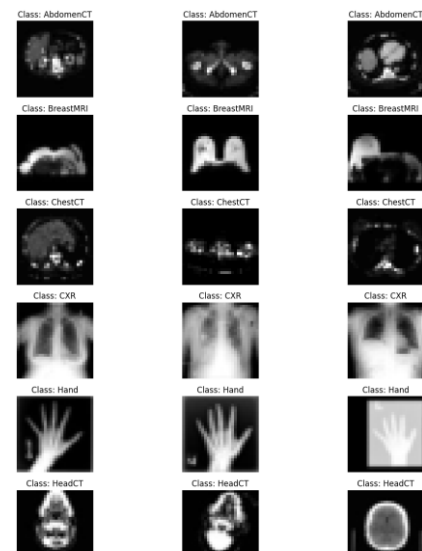 Class: AbdomenCT Class: AbdomenCT Class: AbdomenCT
Class: BreastMRI Class: BreastMRI Class: BreastMRI
Class: ChestCT Class: ChestCT Class: ChestCT
Class: CXR Class: CXR Class: CXR
Class: Hand Class: Hand Class: Hand
Class: HeadCT Class: HeadCT Class: HeadCT